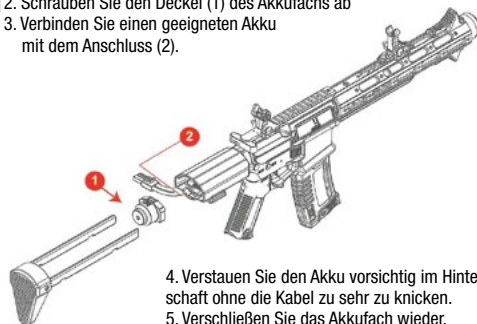 2. Schrauben Sie den Deckel (1) des Akkufachs ab
3. Verbinden Sie einen geeigneten Akku
mit dem Anschluss (2).
2
1
4. Verstauen Sie den Akku vorsichtig im Hinte
schaft ohne die Kabel zu sehr zu knicken.
5. Verschließen Sie das Akkufach wieder.